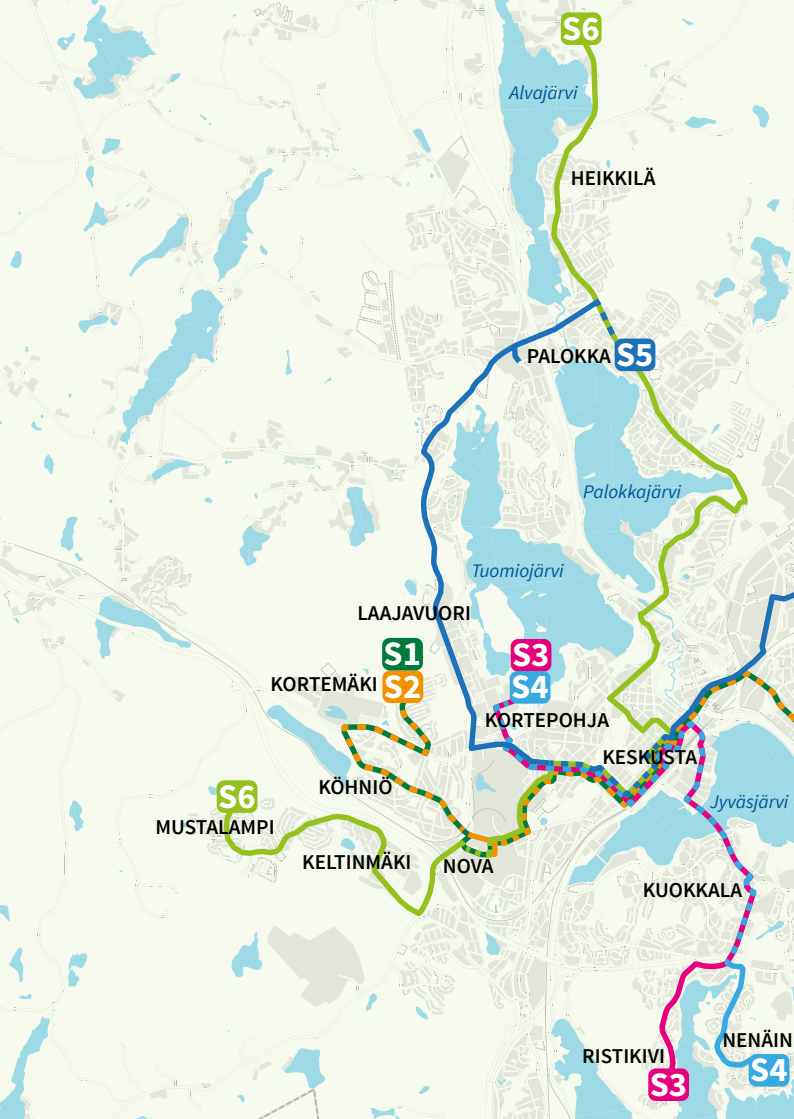 S6
Alvajärvi
HEIKKILÄ
PALOKKA S5
Palokkajärvi
Tuomiojärvi
LAAJAVUORI
S1
S3
KORTEMÄKI S2
S4
KORTEPOHJA
KESKUSTA
KÖHNIÖ
S6
Jyväsjärvi
MUSTALAMPI
KELTINMÄKI
NOVA
KUOKKALA
NENÄIN
RISTIKIVI
S4
S3